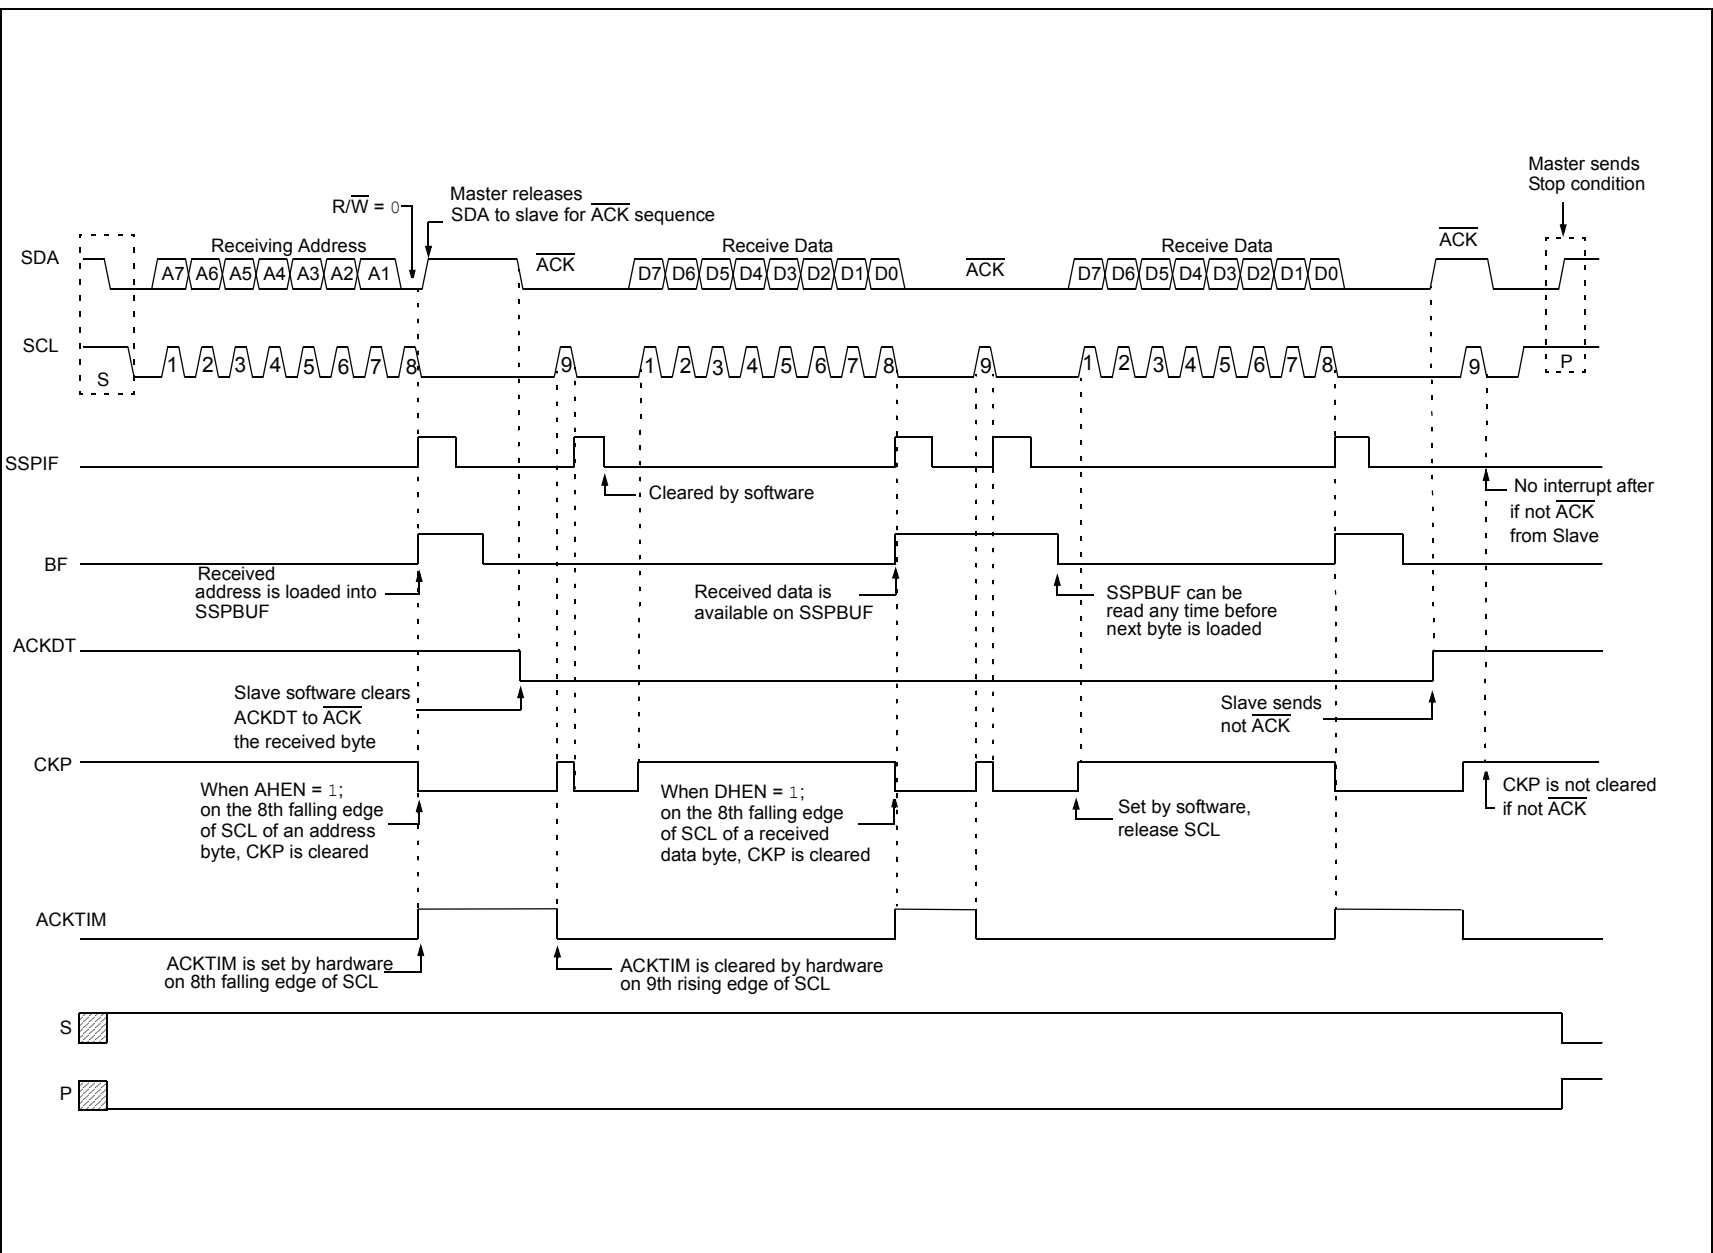 Master sends
Stop condition
Master releases
SDA to slave for ACK sequence
R/W = 0
SDA
Receiving Address
ACK
Receive Data
ACK
Receive Data
ACK
A7 A6 A5 A4 A3 A2 A1
D7 D6 D5 D4 D3 D2 D1 D0
D7 D6 D5 D4 D3 D2 D1 D0
SCL
S
1 2 3 4 5 6 7 8 9 1 2 3 4 5 6 7 8 9 1 2 3 4 5 6 7 8 9
P
SSPIF
Cleared by software
No interrupt after
if not ACK
from Slave
BF
Received
address is loaded into
SSPBUF
Received data is
available on SSPBUF
SSPBUF can be
read any time before
next byte is loaded
ACKDT
Slave software clears
ACKDT to ACK
the received byte
Slave sends
not ACK
CKP
When AHEN = 1;
on the 8th falling edge
of SCL of an address
byte, CKP is cleared
When DHEN = 1;
on the 8th falling edge
of SCL of a received
data byte, CKP is cleared
Set by software,
release SCL
CKP is not cleared
if not ACK
ACKTIM
ACKTIM is set by hardware
on 8th falling edge of SCL
ACKTIM is cleared by hardware
on 9th rising edge of SCL
S
P